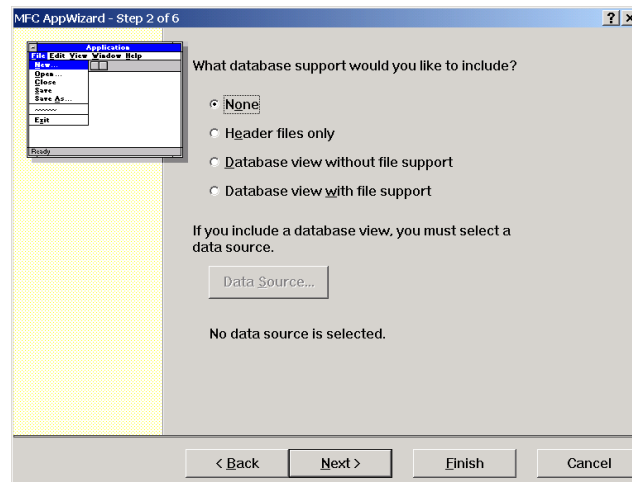 MFC AppWizard - Step 2 of 6
Application
File Edit View Window Help
New...
Open...
Close
Save
Save As...
Exit
Ready
What database support would you like to include?
None
Header files only
Database view without file support
Database view with file support
If you include a database view, you must select a
data source.
Data Source...
No data source is selected.
< Back Next > Finish Cancel